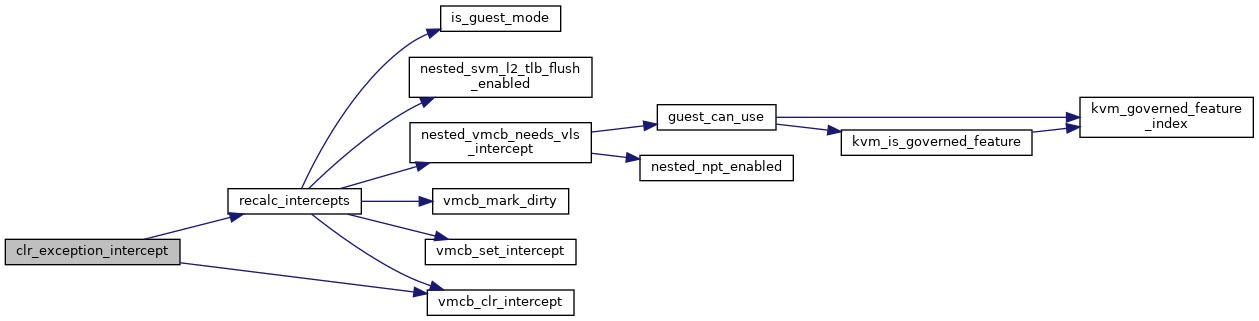 is_guest_mode
nested_svm_l2_tlb_flush
_enabled
guest_can_use
kvm_governed_feature
_index
nested_vmcb_needs_vls
_intercept
kvm_is_governed_feature
nested_npt_enabled
recalc_intercepts
vmcb_mark_dirty
clr_exception_intercept
vmcb_set_intercept
vmcb_clr_intercept